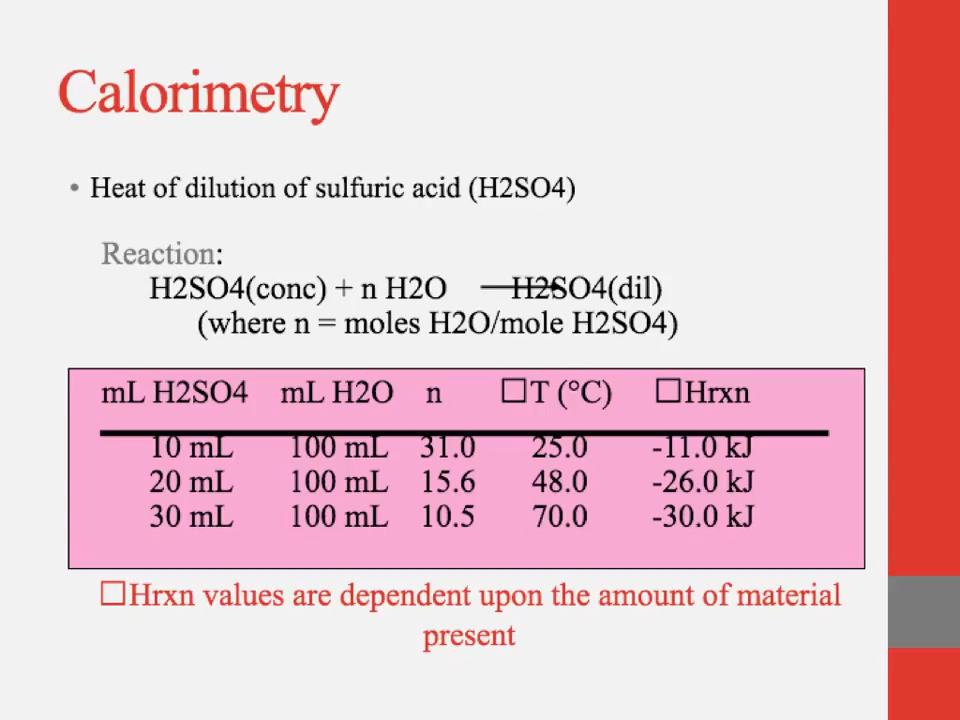 Calorimetry
• Heat of dilution of sulfuric acid (H2SO4)
Reaction:
H2SO4(conc) + n H2O → H2SO4(dil)
(where n = moles H2O/mole H2SO4)
mL H2SO4 mL H2O n □T (°C) □Hrxn
10 mL 100 mL 31.0 25.0 -11.0 kJ
20 mL 100 mL 15.6 48.0 -26.0 kJ
30 mL 100 mL 10.5 70.0 -30.0 kJ
□Hrxn values are dependent upon the amount of material
present